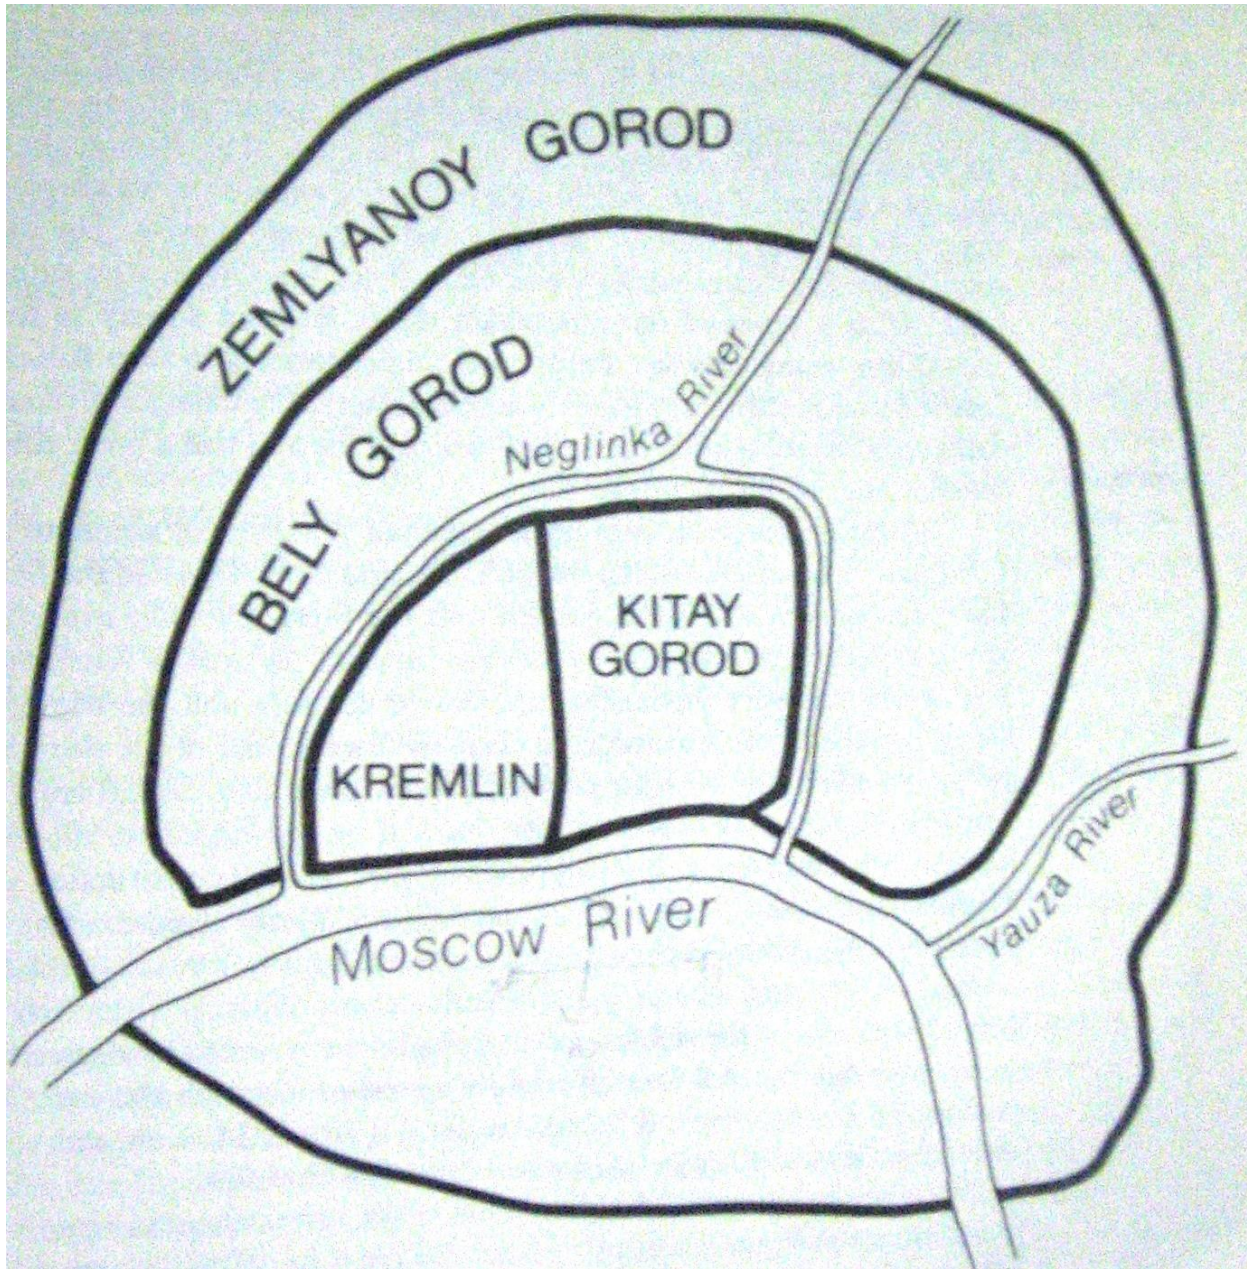 ZEMLYANOY GOROD
BELY GOROD
Neglinka River
KITAY
GOROD
KREMLIN
Moscow River
Yauza River